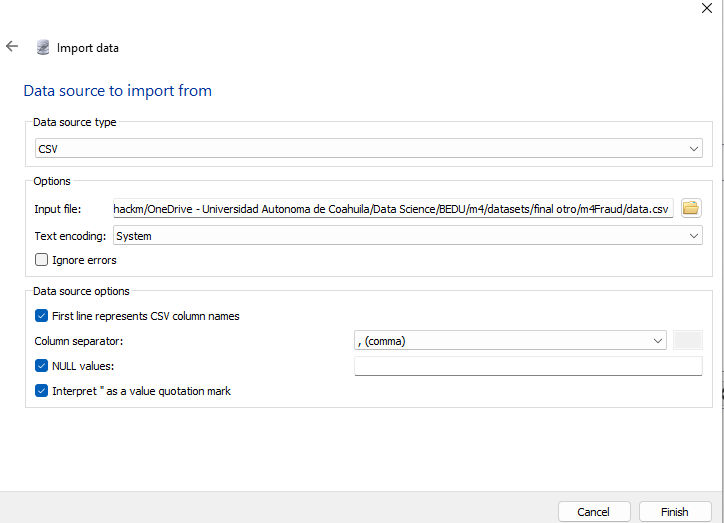 Import data
Data source to import from
Data source type
CSV
Options
Input file: hackm/OneDrive - Universidad Autonoma de Coahuila/Data Science/BEDU/m4/datasets/final otro/m4Fraud/data.csv
Text encoding: System
Ignore errors
Data source options
First line represents CSV column names
Column separator: , (comma)
NULL values:
Interpret " as a value quotation mark
Cancel Finish